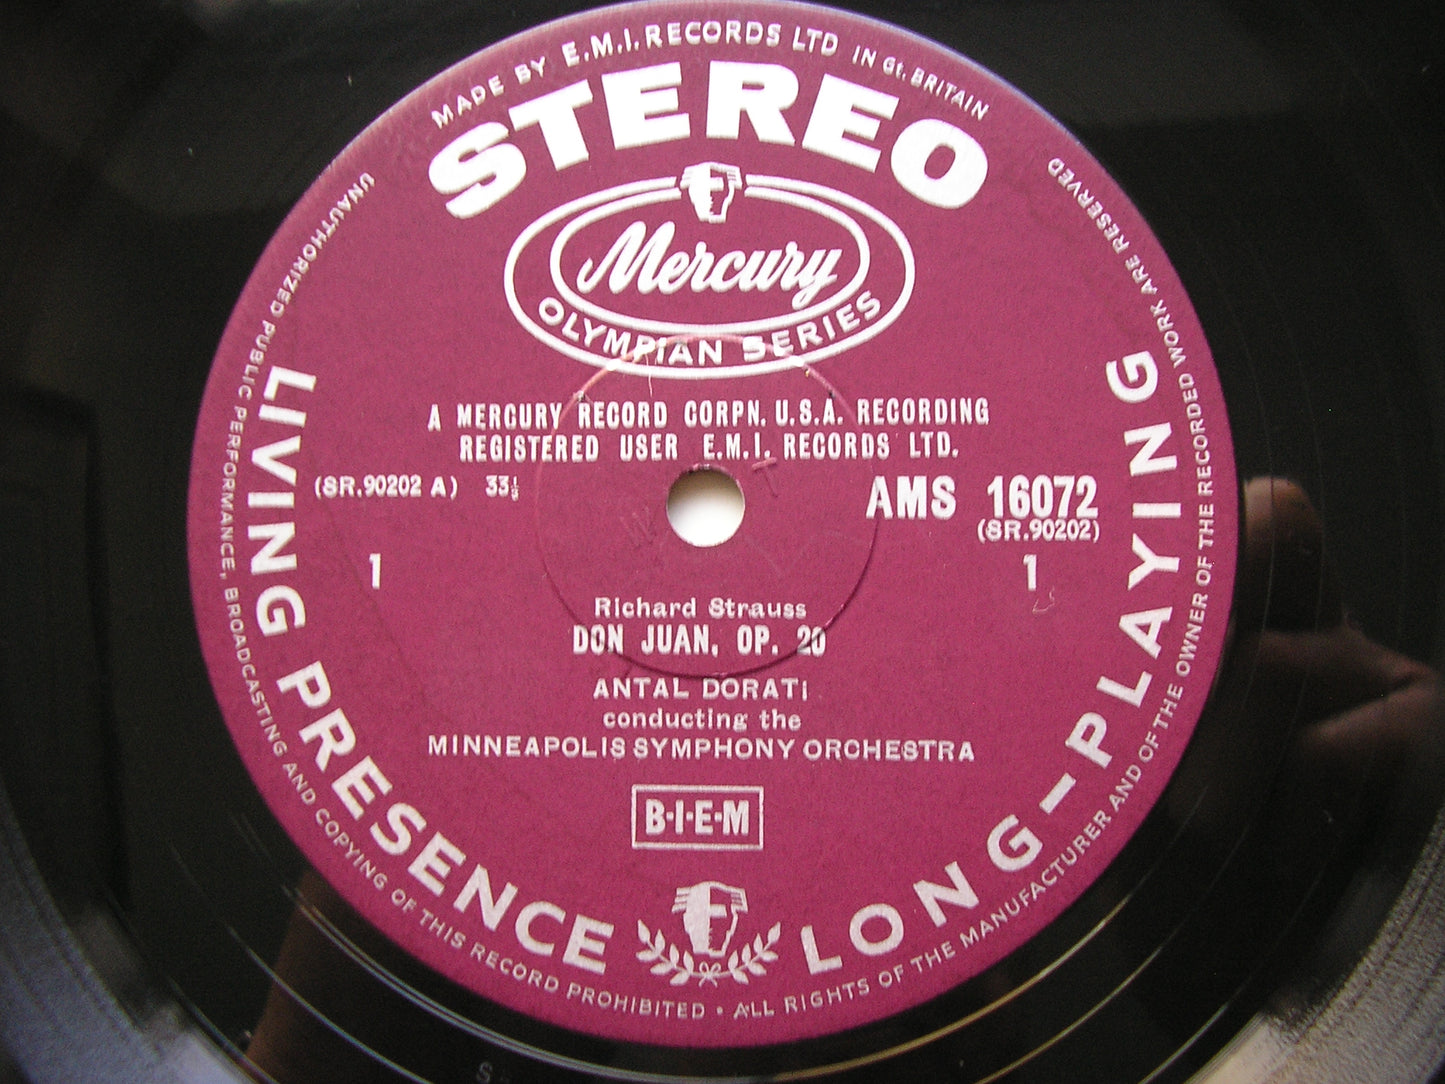 MADE BY E.M.I. RECORDS LTD IN Gt. BRITAIN
STEREO
Mercury
OLYMPIAN SERIES
A MERCURY RECORD CORPN. U.S.A. RECORDING
REGISTERED USER E.M.I. RECORDS LTD.
(SR.90202 A) 33⅓ AMS 16072
(SR.90202)
1 1
Richard Strauss
DON JUAN, OP. 20
ANTAL DORATI
conducting the
MINNEAPOLIS SYMPHONY ORCHESTRA
B·I·E·M
LIVING PRESENCE LONG-PLAYING
UNAUTHORIZED PUBLIC PERFORMANCE, BROADCASTING AND COPYING OF THIS RECORD PROHIBITED • ALL RIGHTS OF THE MANUFACTURER AND OF THE OWNER OF THE RECORDED WORK ARE RESERVED